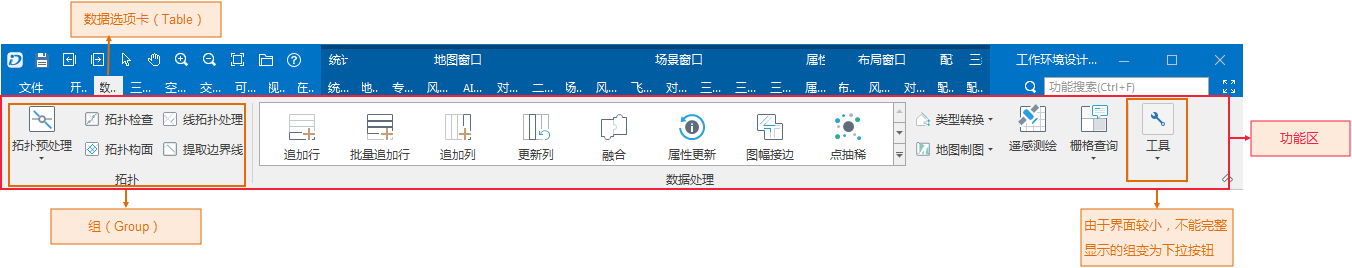 数据选项卡（Table）
统计 地图窗口 场景窗口 属性 布局窗口 配 三 工作环境设计...
文件 开.. 数.. 三... 空... 交... 可... 视.. 在.. 统... 地.. 专... 风... AI... 对... 二... 场.. 风... 飞... 三... 三... 三... 属.. 布.. 风... 对... 配.. 配.. 功能搜索(Ctrl+F)
拓扑预处理 拓扑检查 线拓扑处理
拓扑构面 提取边界线
拓扑
追加行 批量追加行 追加列 更新列 融合 属性更新 图幅接边 点抽稀
数据处理
类型转换
地图制图
遥感测绘 栅格查询 工具
功能区
组（Group）
由于界面较小，不能完整
显示的组变为下拉按钮